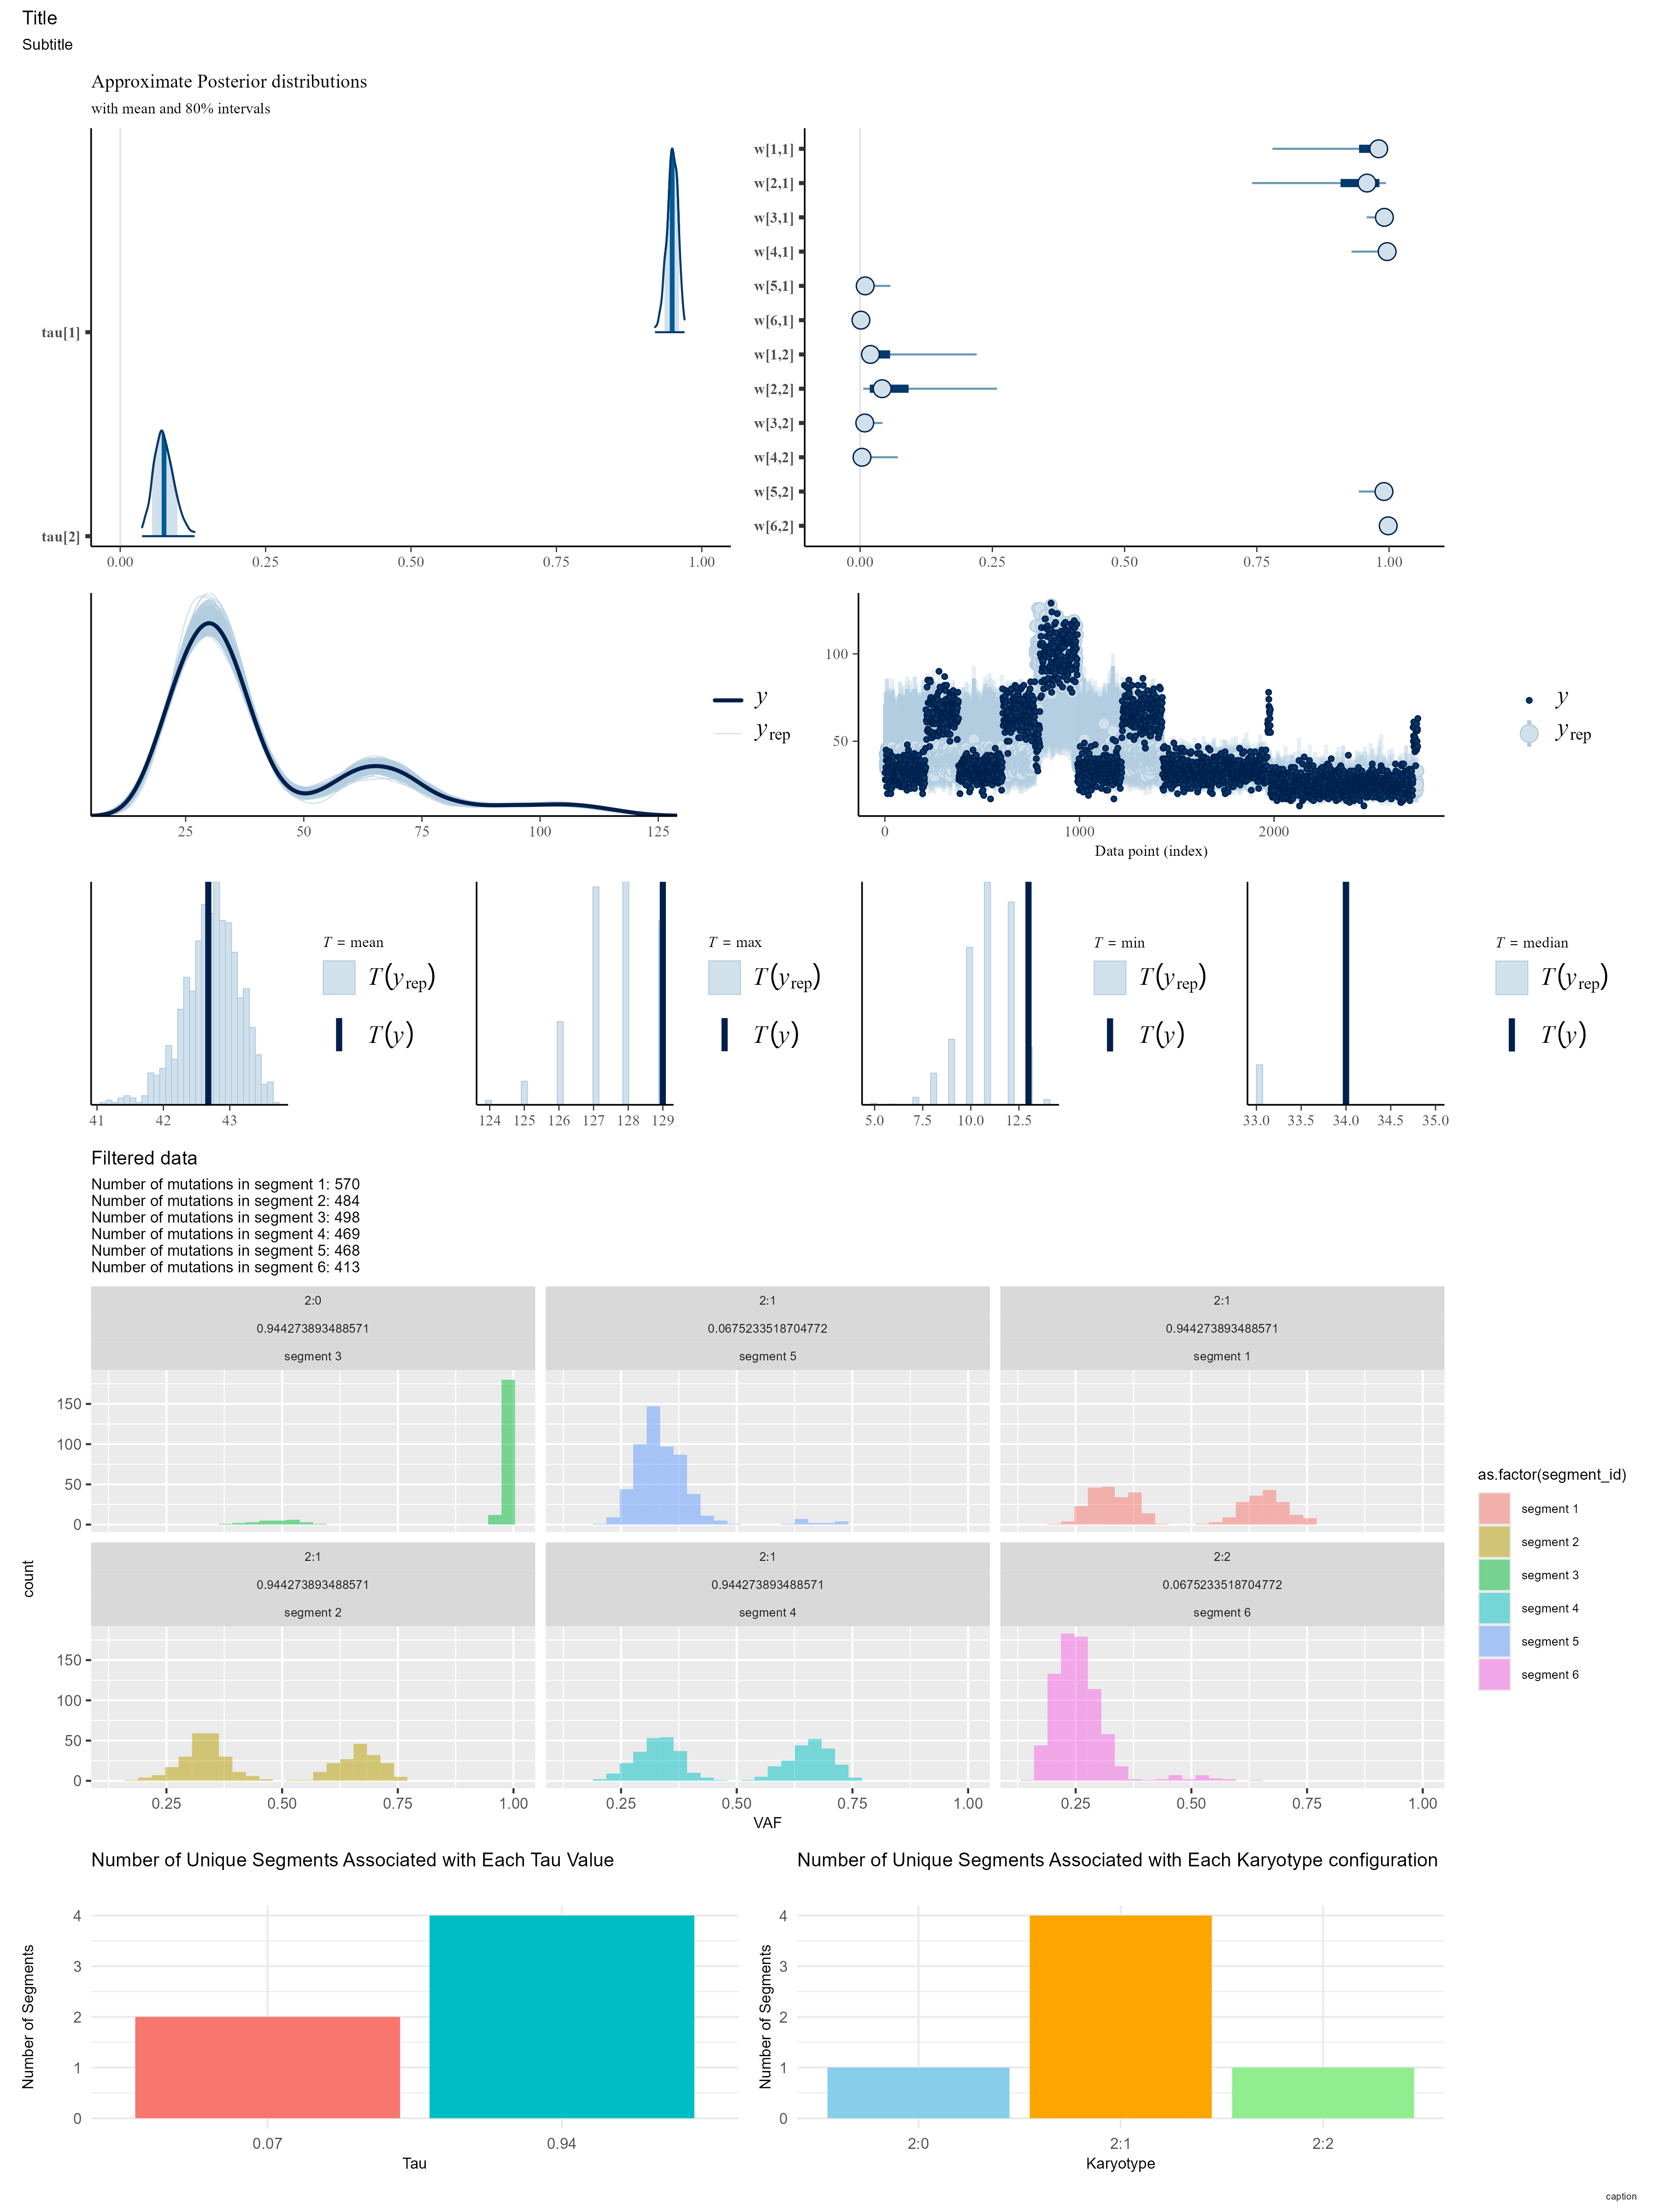 Title
Subtitle
Approximate Posterior distributions
with mean and 80% intervals
tau[1]
tau[2]
0.00 0.25 0.50 0.75 1.00
w[1,1]
w[2,1]
w[3,1]
w[4,1]
w[5,1]
w[6,1]
w[1,2]
w[2,2]
w[3,2]
w[4,2]
w[5,2]
w[6,2]
0.00 0.25 0.50 0.75 1.00
y
yrep
25 50 75 100 125
100
50
y
yrep
0 1000 2000
Data point (index)
T = mean
T(yrep)
T(y)
41 42 43
T = max
T(yrep)
T(y)
124 125 126 127 128 129
T = min
T(yrep)
T(y)
5.0 7.5 10.0 12.5
T = median
T(yrep)
T(y)
33.0 33.5 34.0 34.5 35.0
Filtered data
Number of mutations in segment 1: 570
Number of mutations in segment 2: 484
Number of mutations in segment 3: 498
Number of mutations in segment 4: 469
Number of mutations in segment 5: 468
Number of mutations in segment 6: 413
2:0 2:1 2:1
0.944273893488571 0.0675233518704772 0.944273893488571
segment 3 segment 5 segment 1
150
100
50
0
count
2:1 2:1 2:2
0.944273893488571 0.944273893488571 0.0675233518704772
segment 2 segment 4 segment 6
150
100
50
0
0.25 0.50 0.75 1.00 0.25 0.50 0.75 1.00 0.25 0.50 0.75 1.00
VAF
as.factor(segment_id)
segment 1
segment 2
segment 3
segment 4
segment 5
segment 6
Number of Unique Segments Associated with Each Tau Value
Number of Segments
4
3
2
1
0
0.07 0.94
Tau
Number of Unique Segments Associated with Each Karyotype configuration
Number of Segments
4
3
2
1
0
2:0 2:1 2:2
Karyotype
caption